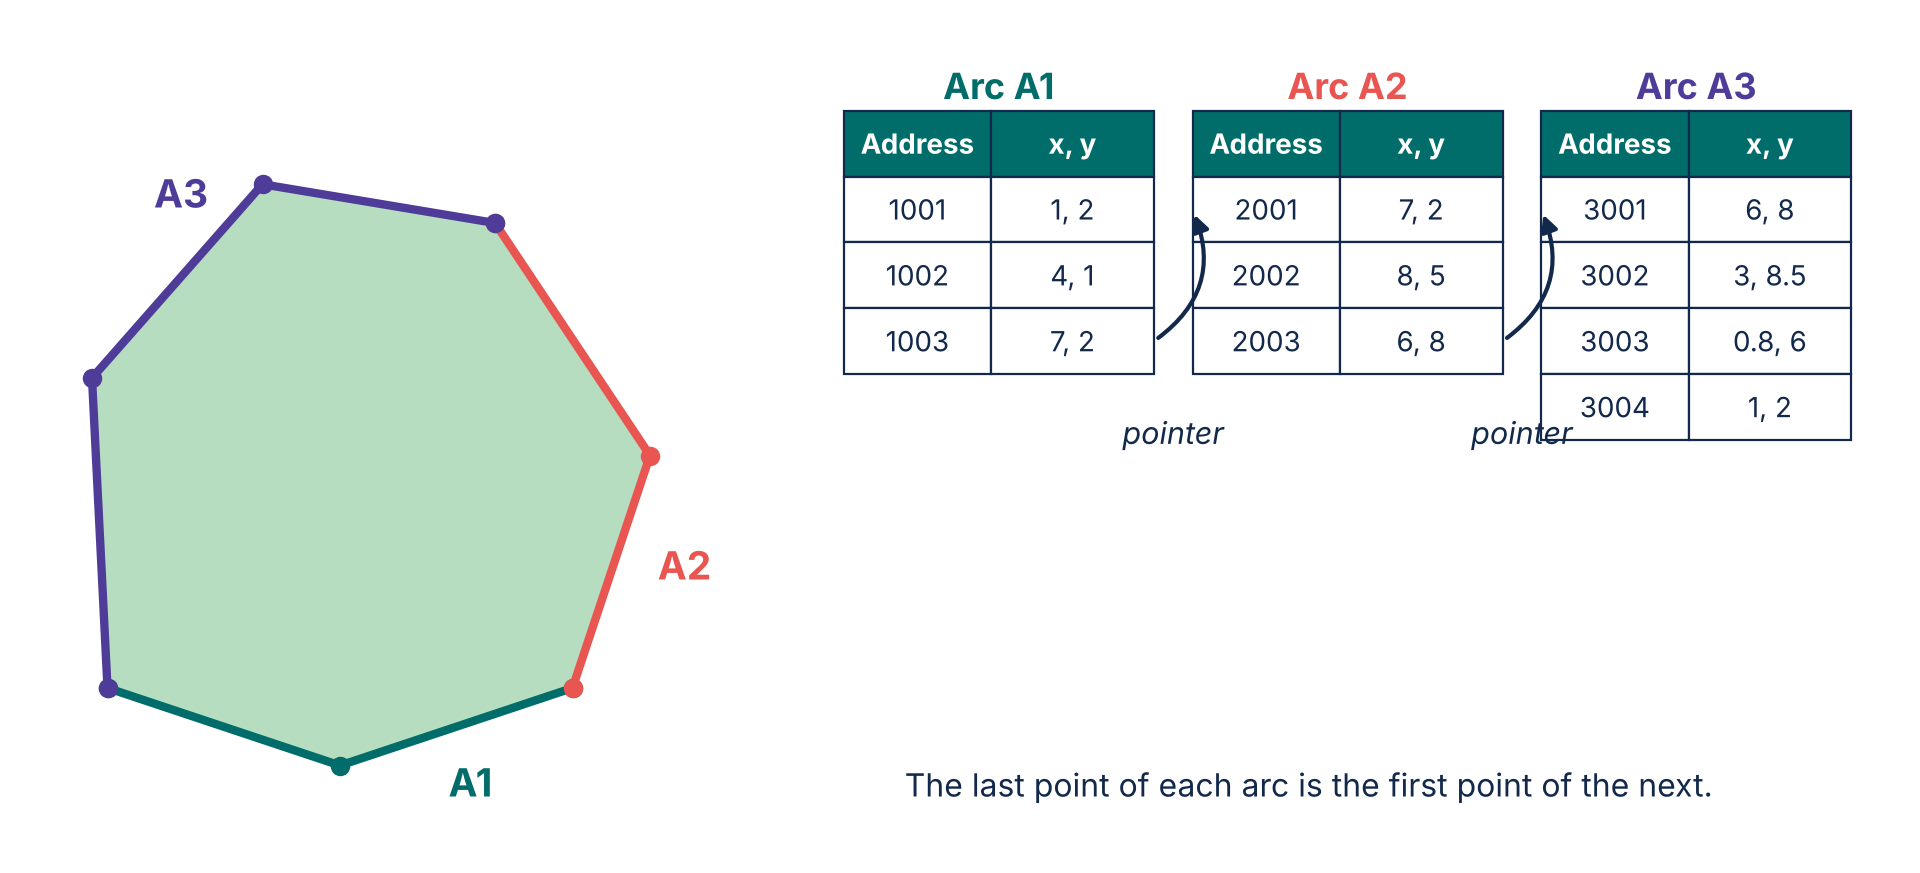 Arc A1 Arc A2 Arc A3
Address x, y Address x, y Address x, y
1001 1, 2 2001 7, 2 3001 6, 8
1002 4, 1 2002 8, 5 3002 3, 8.5
1003 7, 2 2003 6, 8 3003 0.8, 6
3004 1, 2
pointer pointer
A3
A2
A1
The last point of each arc is the first point of the next.